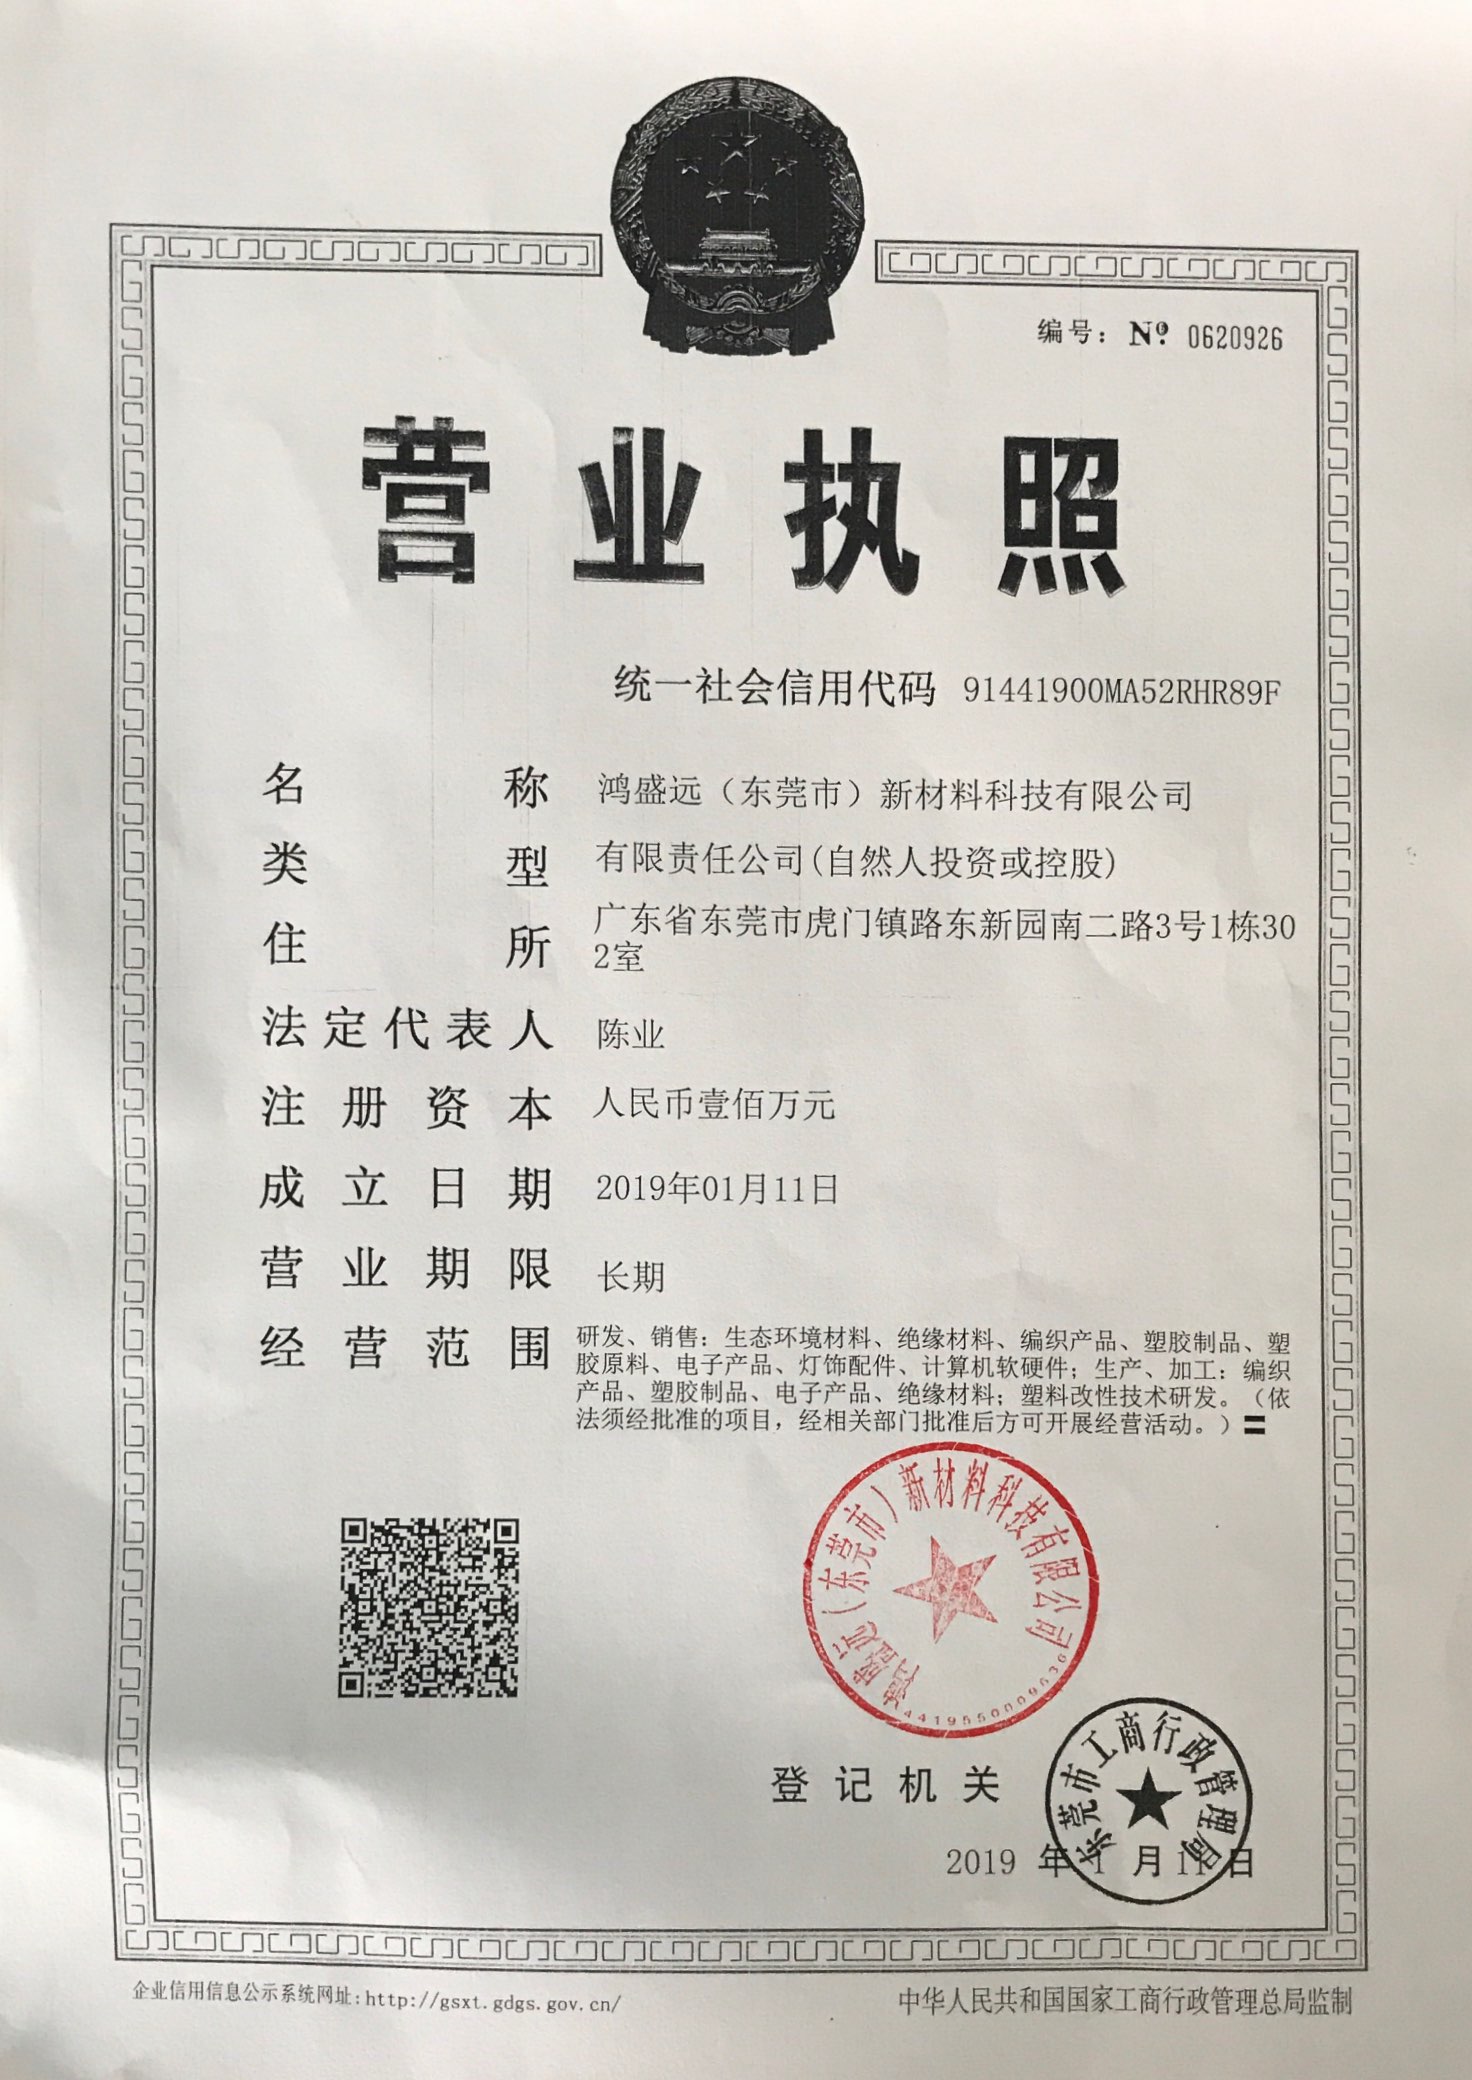 编号：№ 0620926
营业执照
统一社会信用代码 91441900MA52RHR89F
名称 鸿盛远（东莞市）新材料科技有限公司
类型 有限责任公司(自然人投资或控股)
住所 广东省东莞市虎门镇路东新园南二路3号1栋30
2室
法定代表人 陈业
注册资本 人民币壹佰万元
成立日期 2019年01月11日
营业期限 长期
经营范围 研发、销售：生态环境材料、绝缘材料、编织产品、塑胶制品、塑
胶原料、电子产品、灯饰配件、计算机软硬件；生产、加工：编织
产品、塑胶制品、电子产品、绝缘材料；塑料改性技术研发。（依
法须经批准的项目，经相关部门批准后方可开展经营活动。）〓
鸿盛远（东莞市）新材料科技有限公司
4419550009536
登记机关
东莞市工商行政管理局
2019 年 1 月 11 日
企业信用信息公示系统网址：http://gsxt.gdgs.gov.cn/
中华人民共和国国家工商行政管理总局监制